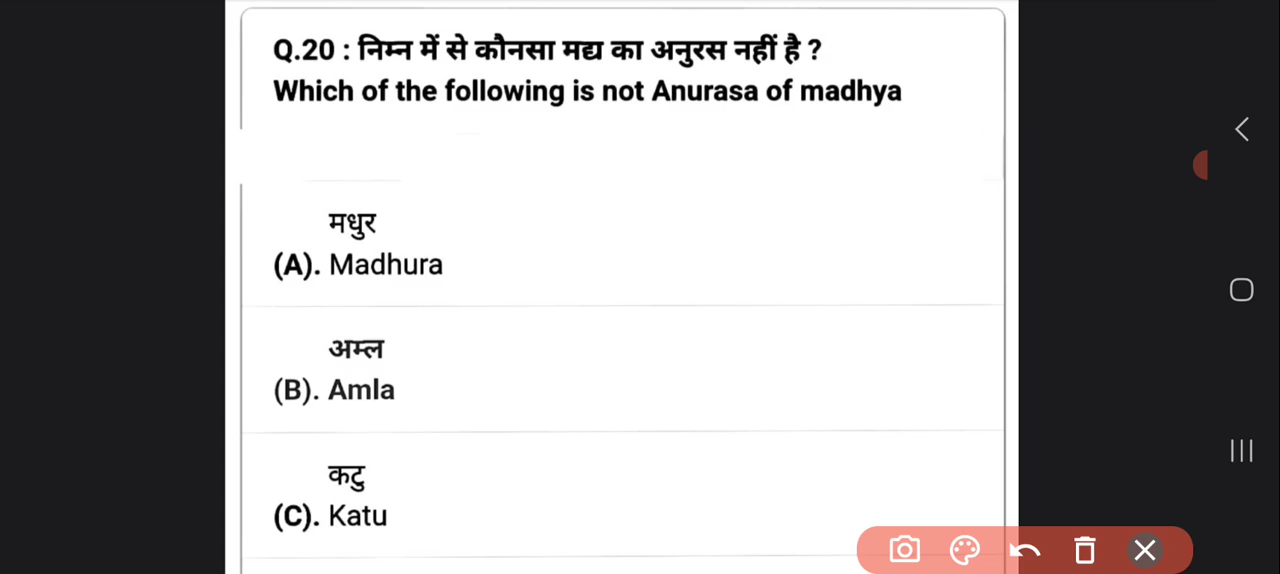 Q.20 : निम्न में से कौनसा मद्य का अनुरस नहीं है ?
Which of the following is not Anurasa of madhya
मधुर
(A). Madhura
अम्ल
(B). Amla
कटु
(C). Katu